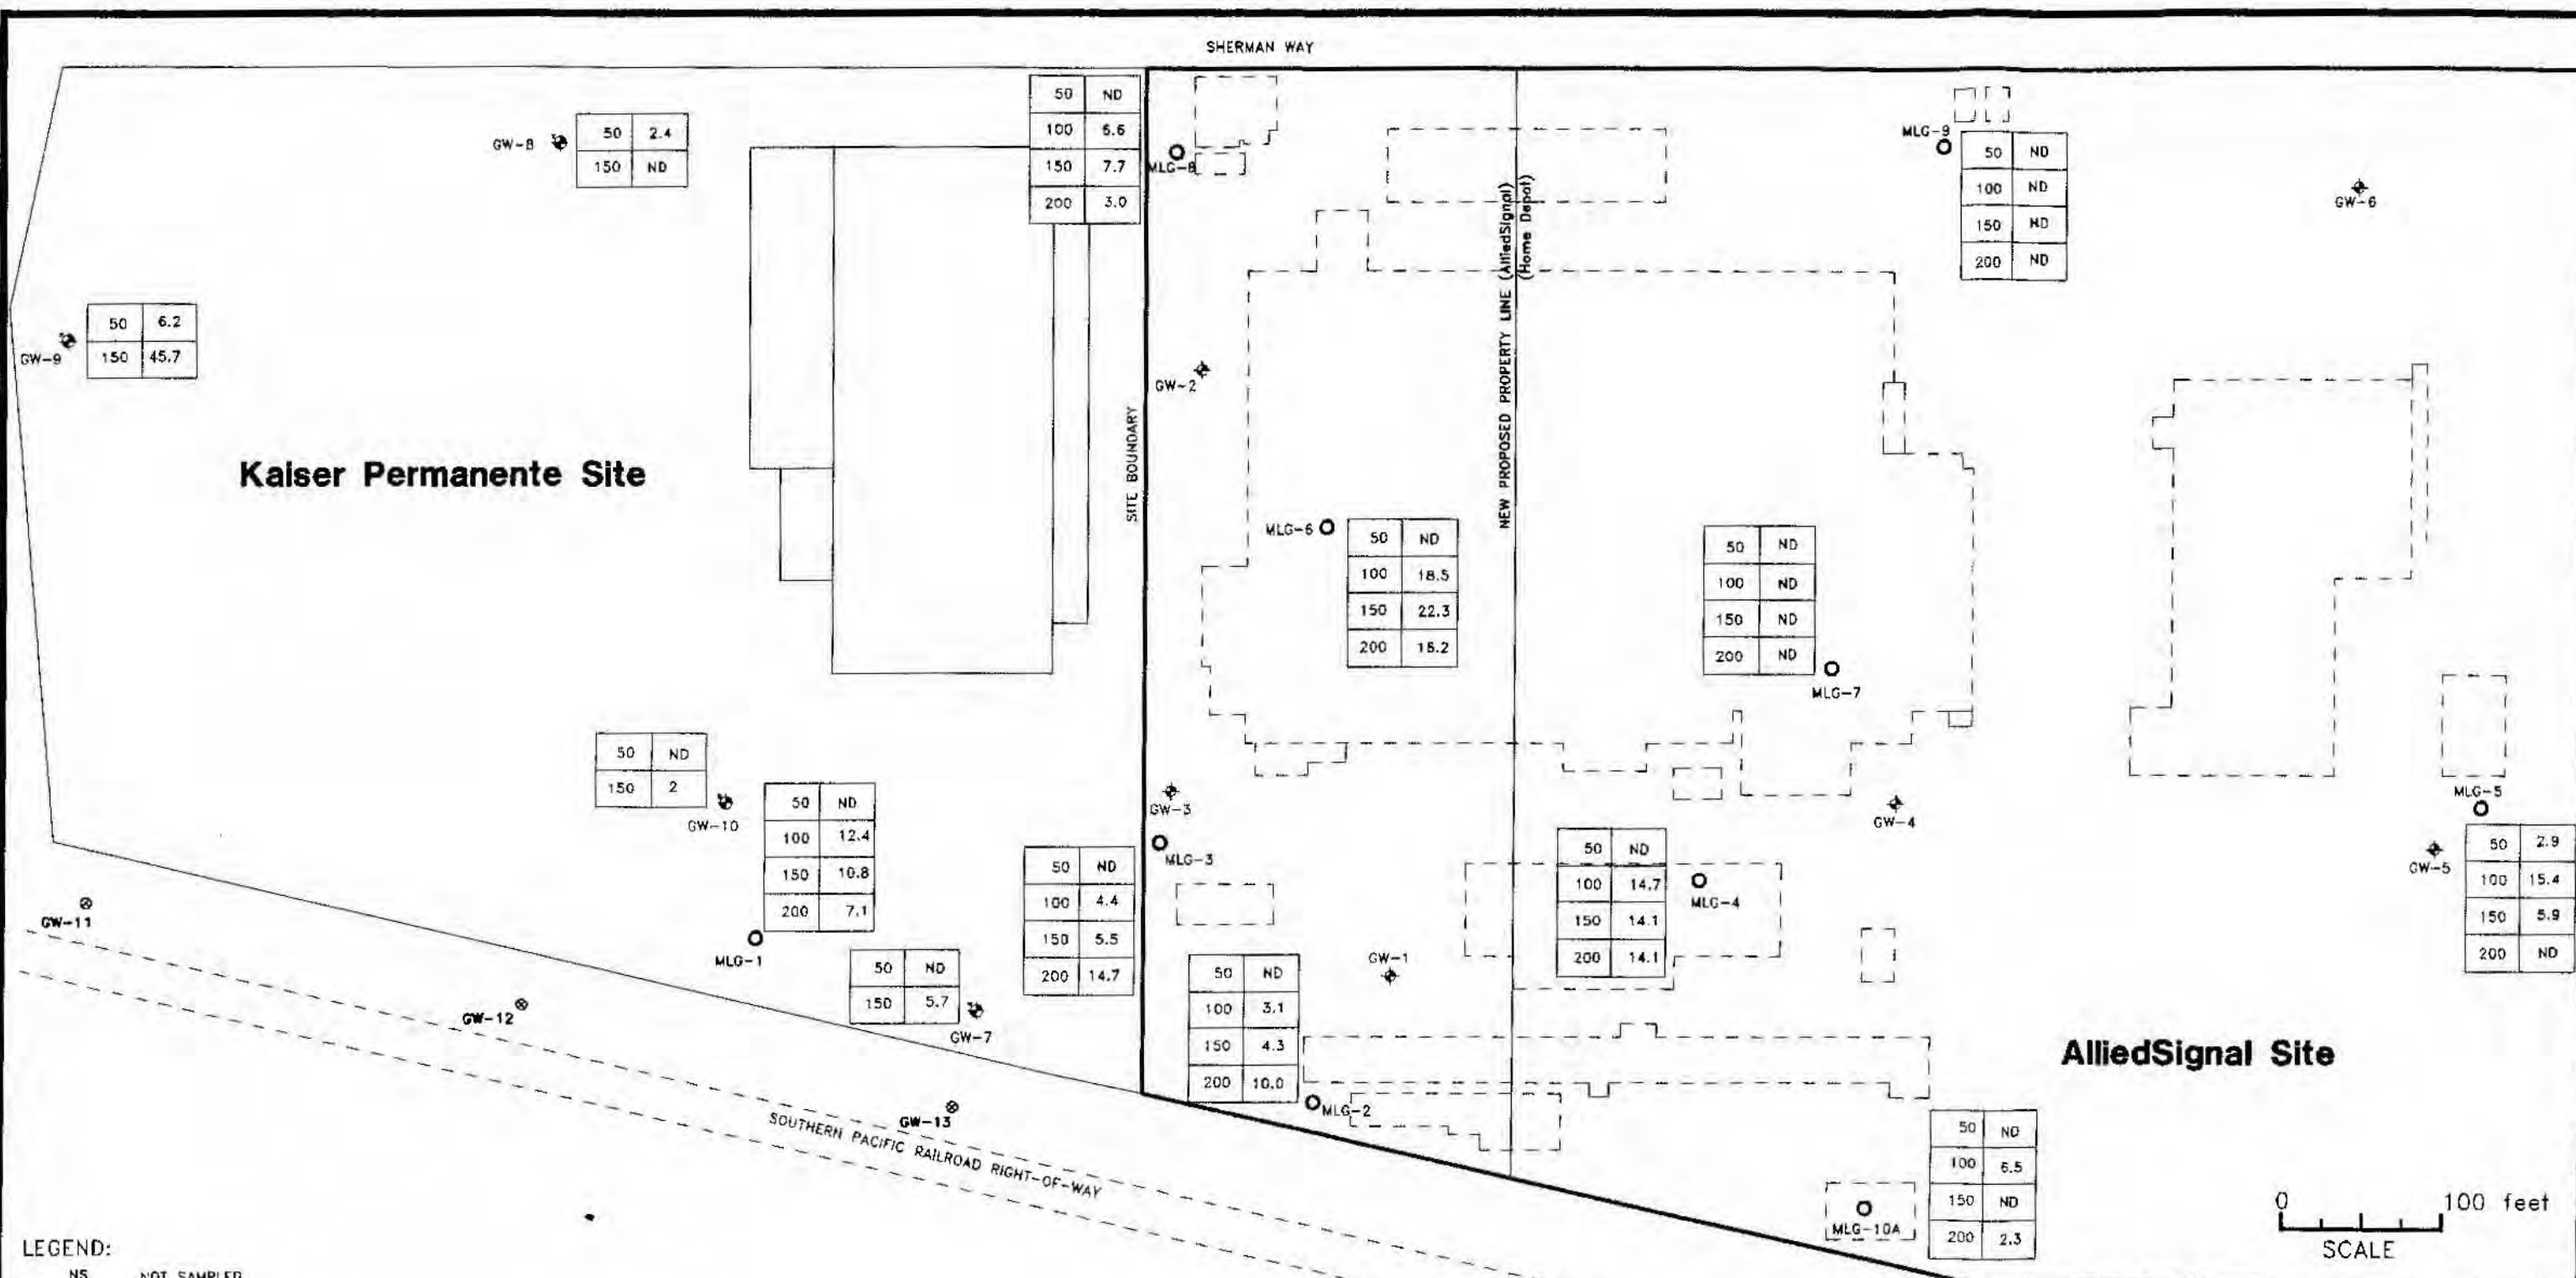 SHERMAN WAY
50 ND
100 6.6
150 7.7
200 3.0
MLG-8
GW-8
50 2.4
150 ND
MLG-9
50 ND
100 ND
150 ND
200 ND
GW-6
GW-9
50 6.2
150 45.7
GW-2
SITE BOUNDARY
NEW PROPOSED PROPERTY LINE (AlliedSignal)
(Home Depot)
Kaiser Permanente Site
MLG-6
50 ND
100 18.5
150 22.3
200 15.2
50 ND
100 ND
150 ND
200 ND
MLG-7
50 ND
150 2
GW-10
50 ND
100 12.4
150 10.8
200 7.1
MLG-1
GW-3
MLG-3
50 ND
100 4.4
150 5.5
200 14.7
GW-4
50 ND
100 14.7
150 14.1
200 14.1
MLG-4
MLG-5
GW-5
50 2.9
100 15.4
150 5.9
200 ND
GW-11
GW-12
GW-13
50 ND
150 5.7
GW-7
GW-1
50 ND
100 3.1
150 4.3
200 10.0
MLG-2
AlliedSignal Site
SOUTHERN PACIFIC RAILROAD RIGHT-OF-WAY
MLG-10A
50 ND
100 6.5
150 ND
200 2.3
0 100 feet
SCALE
LEGEND:
NS NOT SAMPLED